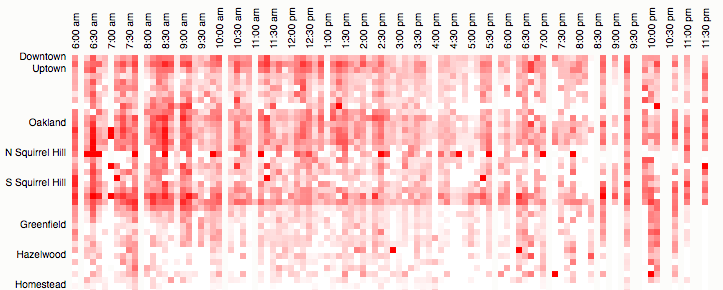 6:00 am
6:30 am
7:00 am
7:30 am
8:00 am
8:30 am
9:00 am
9:30 am
10:00 am
10:30 am
11:00 am
11:30 am
12:00 pm
12:30 pm
1:00 pm
1:30 pm
2:00 pm
2:30 pm
3:00 pm
3:30 pm
4:00 pm
4:30 pm
5:00 pm
5:30 pm
6:00 pm
6:30 pm
7:00 pm
7:30 pm
8:00 pm
8:30 pm
9:00 pm
9:30 pm
10:00 pm
10:30 pm
11:00 pm
11:30 pm
Downtown
Uptown
Oakland
N Squirrel Hill
S Squirrel Hill
Greenfield
Hazelwood
Homestead